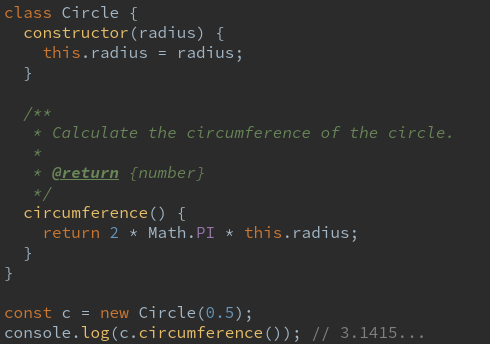 class Circle {
  constructor(radius) {
    this.radius = radius;
  }

  /**
   * Calculate the circumference of the circle.
   *
   * @return {number}
   */
  circumference() {
    return 2 * Math.PI * this.radius;
  }
}

const c = new Circle(0.5);
console.log(c.circumference()); // 3.1415...